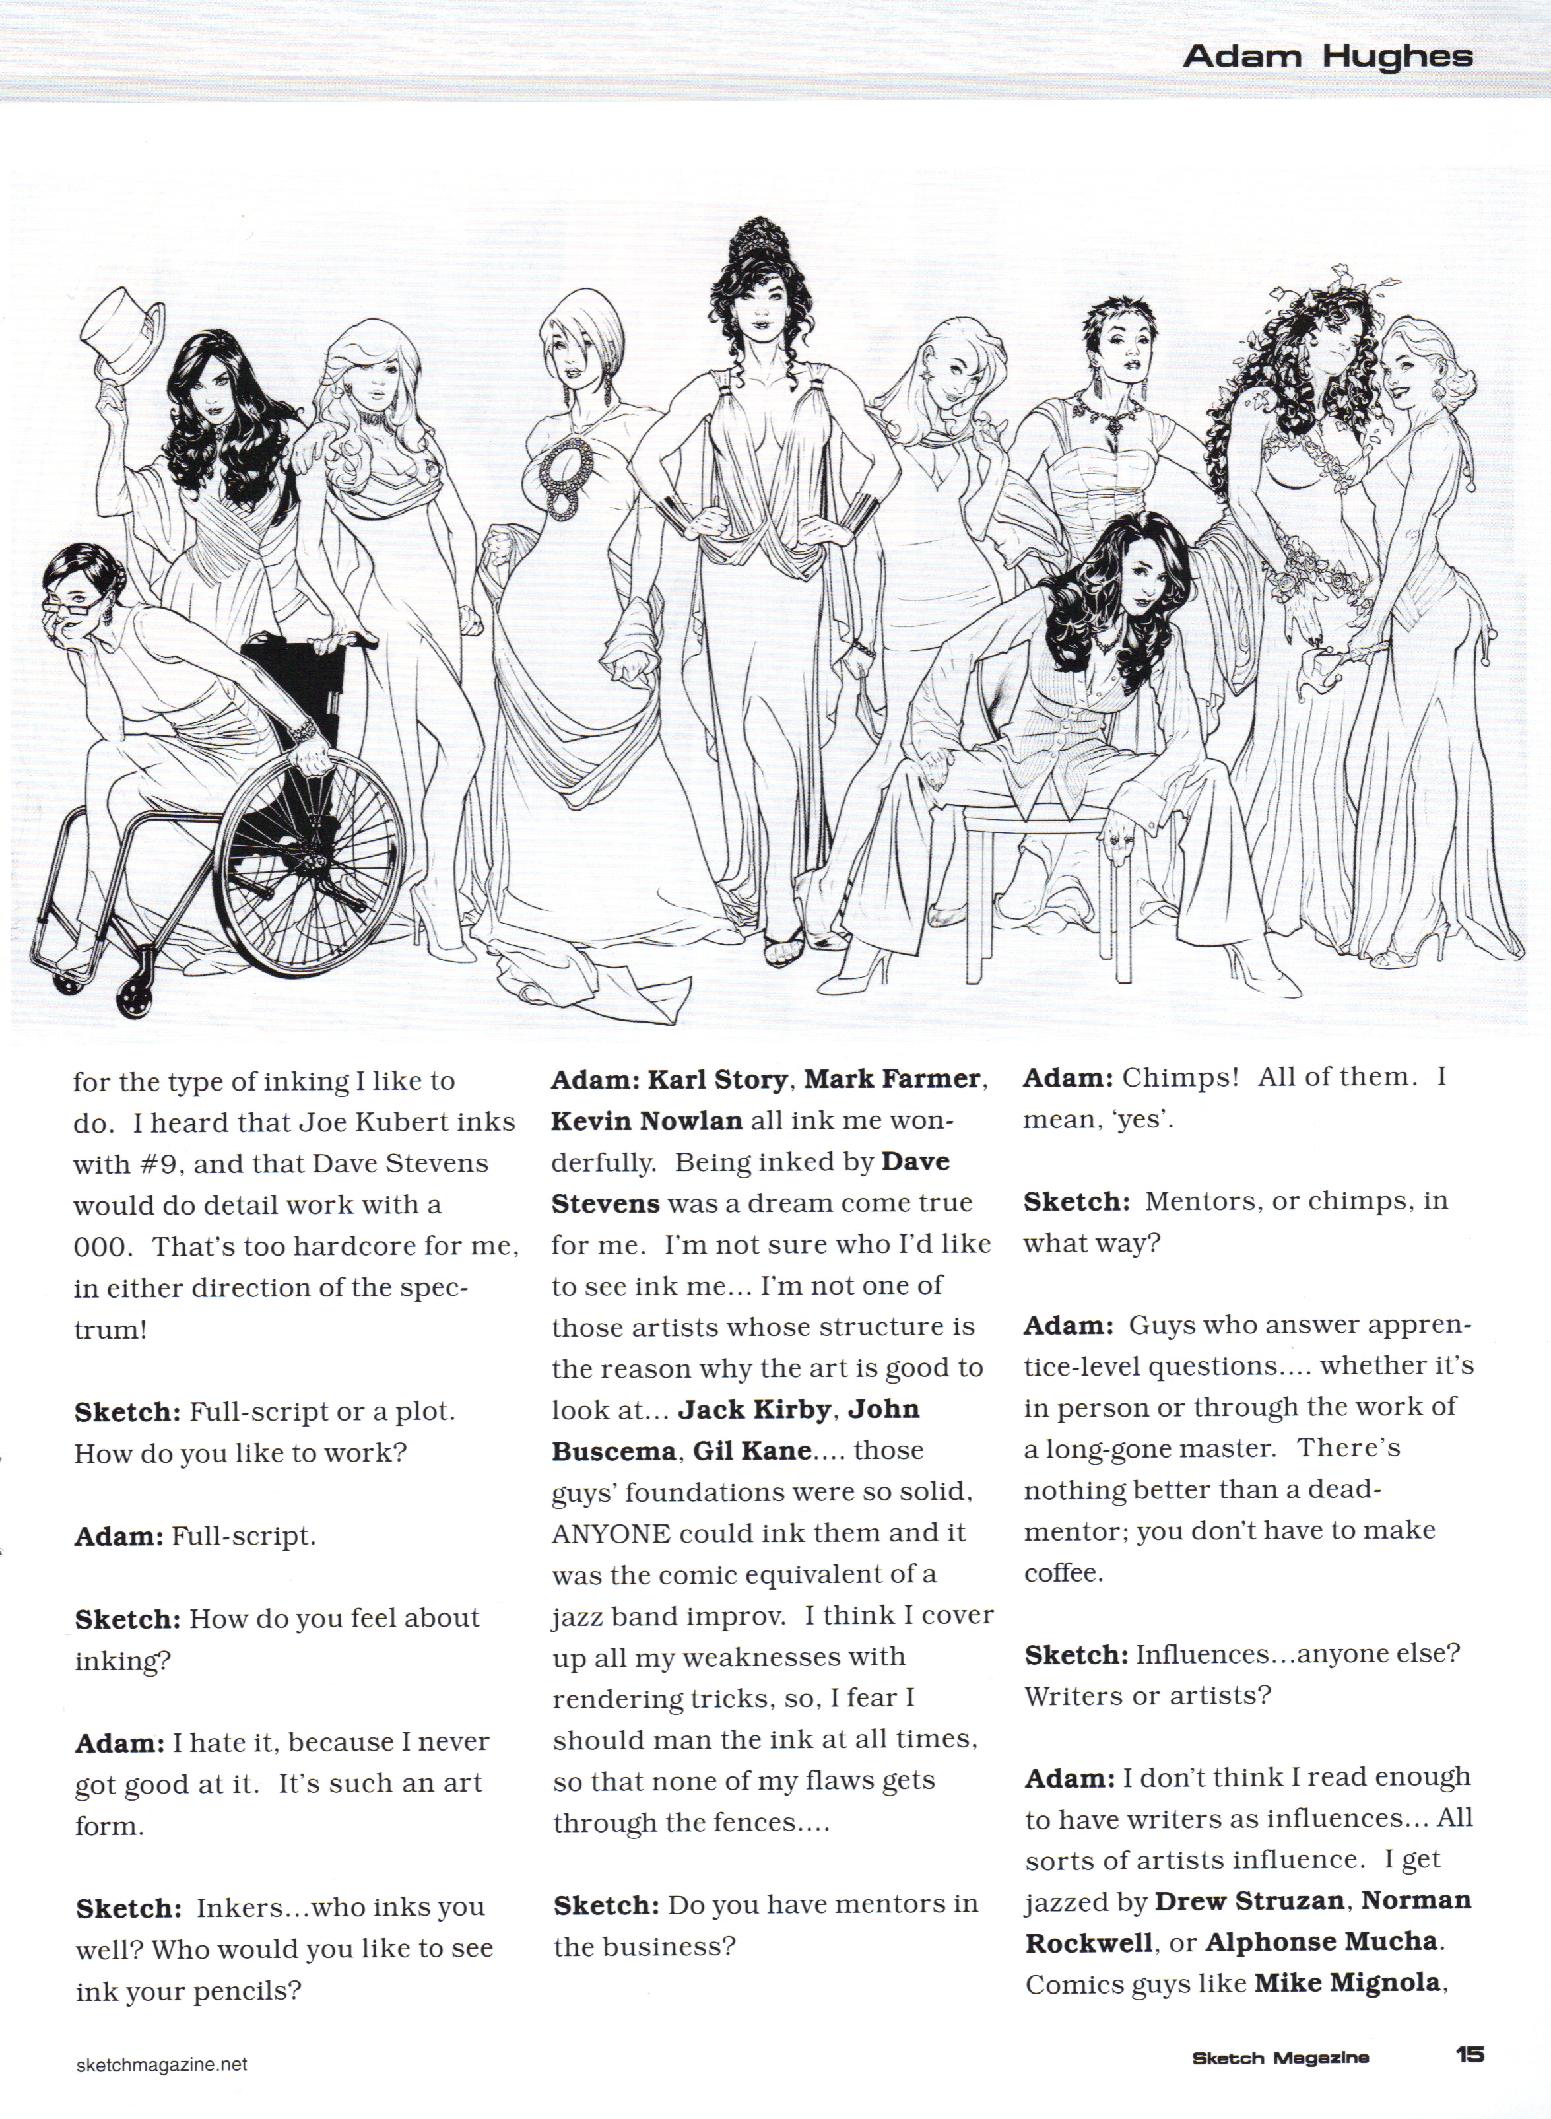 Adam Hughes
for the type of inking I like to
do. I heard that Joe Kubert inks
with #9, and that Dave Stevens
would do detail work with a
000. That's too hardcore for me,
in either direction of the spec-
trum!
Sketch: Full-script or a plot.
How do you like to work?
Adam: Full-script.
Sketch: How do you feel about
inking?
Adam: I hate it, because I never
got good at it. It's such an art
form.
Sketch: Inkers...who inks you
well? Who would you like to see
ink your pencils?
Adam: Karl Story, Mark Farmer,
Kevin Nowlan all ink me won-
derfully. Being inked by Dave
Stevens was a dream come true
for me. I'm not sure who I'd like
to see ink me... I'm not one of
those artists whose structure is
the reason why the art is good to
look at... Jack Kirby, John
Buscema, Gil Kane.... those
guys' foundations were so solid,
ANYONE could ink them and it
was the comic equivalent of a
jazz band improv. I think I cover
up all my weaknesses with
rendering tricks, so, I fear I
should man the ink at all times,
so that none of my flaws gets
through the fences....
Sketch: Do you have mentors in
the business?
Adam: Chimps! All of them. I
mean, 'yes'.
Sketch: Mentors, or chimps, in
what way?
Adam: Guys who answer appren-
tice-level questions.... whether it's
in person or through the work of
a long-gone master. There's
nothing better than a dead-
mentor; you don't have to make
coffee.
Sketch: Influences...anyone else?
Writers or artists?
Adam: I don't think I read enough
to have writers as influences... All
sorts of artists influence. I get
jazzed by Drew Struzan, Norman
Rockwell, or Alphonse Mucha.
Comics guys like Mike Mignola,
sketchmagazine.net
Sketch Magazine 15